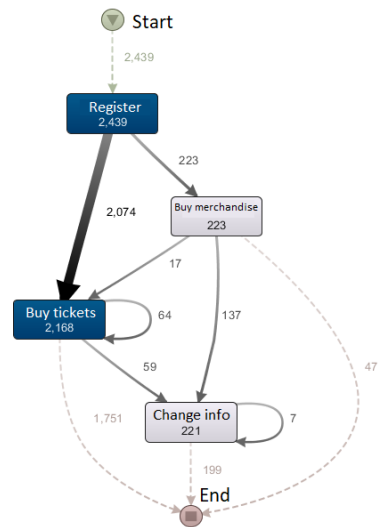 Start
2,439
Register
2,439
223
2,074
Buy merchandise
223
17
Buy tickets
2,168
64
137
47
59
1,751
Change info
221
7
199
End